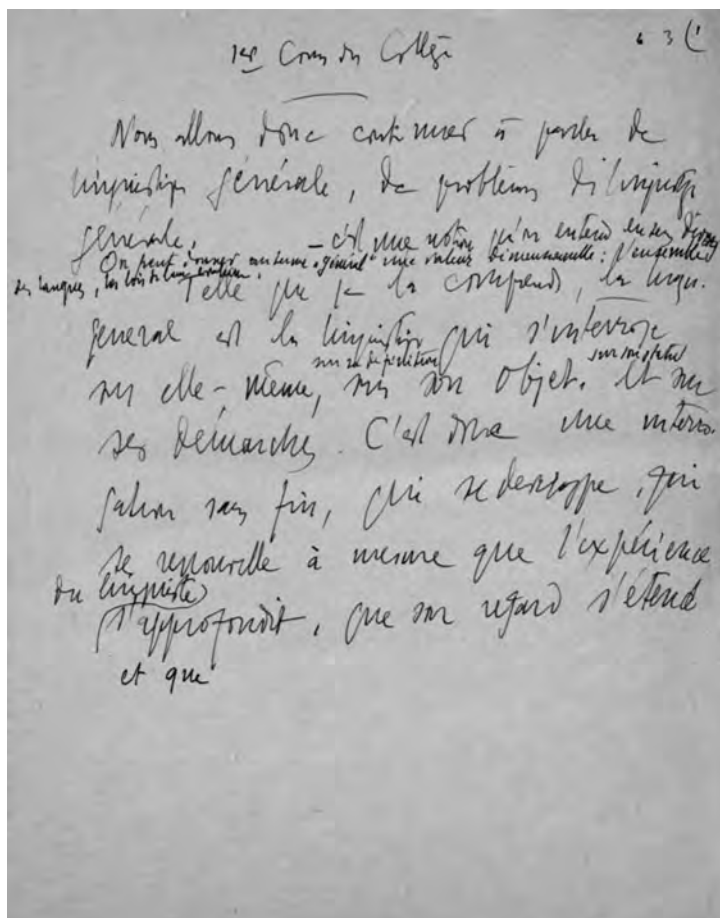 1er Cours du Collège
Nous allons donc continuer à parler de
linguistique générale, de problèmes de linguistique
générale, – c'est une notion qu'on entend en sens divers
On peut donner au terme « général » une valeur dimensionnelle : l'ensemble
des langues, les lois de leur évolution.
Telle que je la comprends, la lingu.
general est la linguistique qui s'interroge
sur elle-même, sur sa définition, sur son objet, sur son statut et sur
ses démarches. C'est donc une interro-
gation sans fin, qui se développe, qui
se renouvelle à mesure que l'expérience
du linguiste
s'approfondit, que son regard s'étend
et que